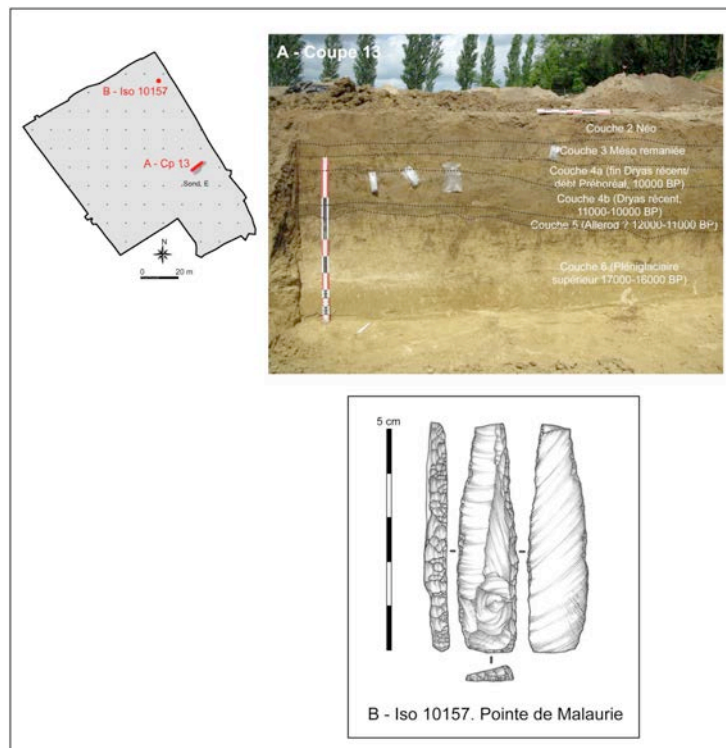 B - Iso 10157
A - Cp 13
Sond. E
N
0 20 m
A - Coupe 13
Couche 2 Néo
Couche 3 Méso remaniée
Couche 4a (fin Dryas récent/
débt Préboréal, 10000 BP)
Couche 4b (Dryas récent,
11000-10000 BP)
Couche 5 (Allerod ? 12000-11000 BP)
Couche 6 (Pléniglaciaire
supérieur 17000-16000 BP)
5 cm
B - Iso 10157. Pointe de Malaurie